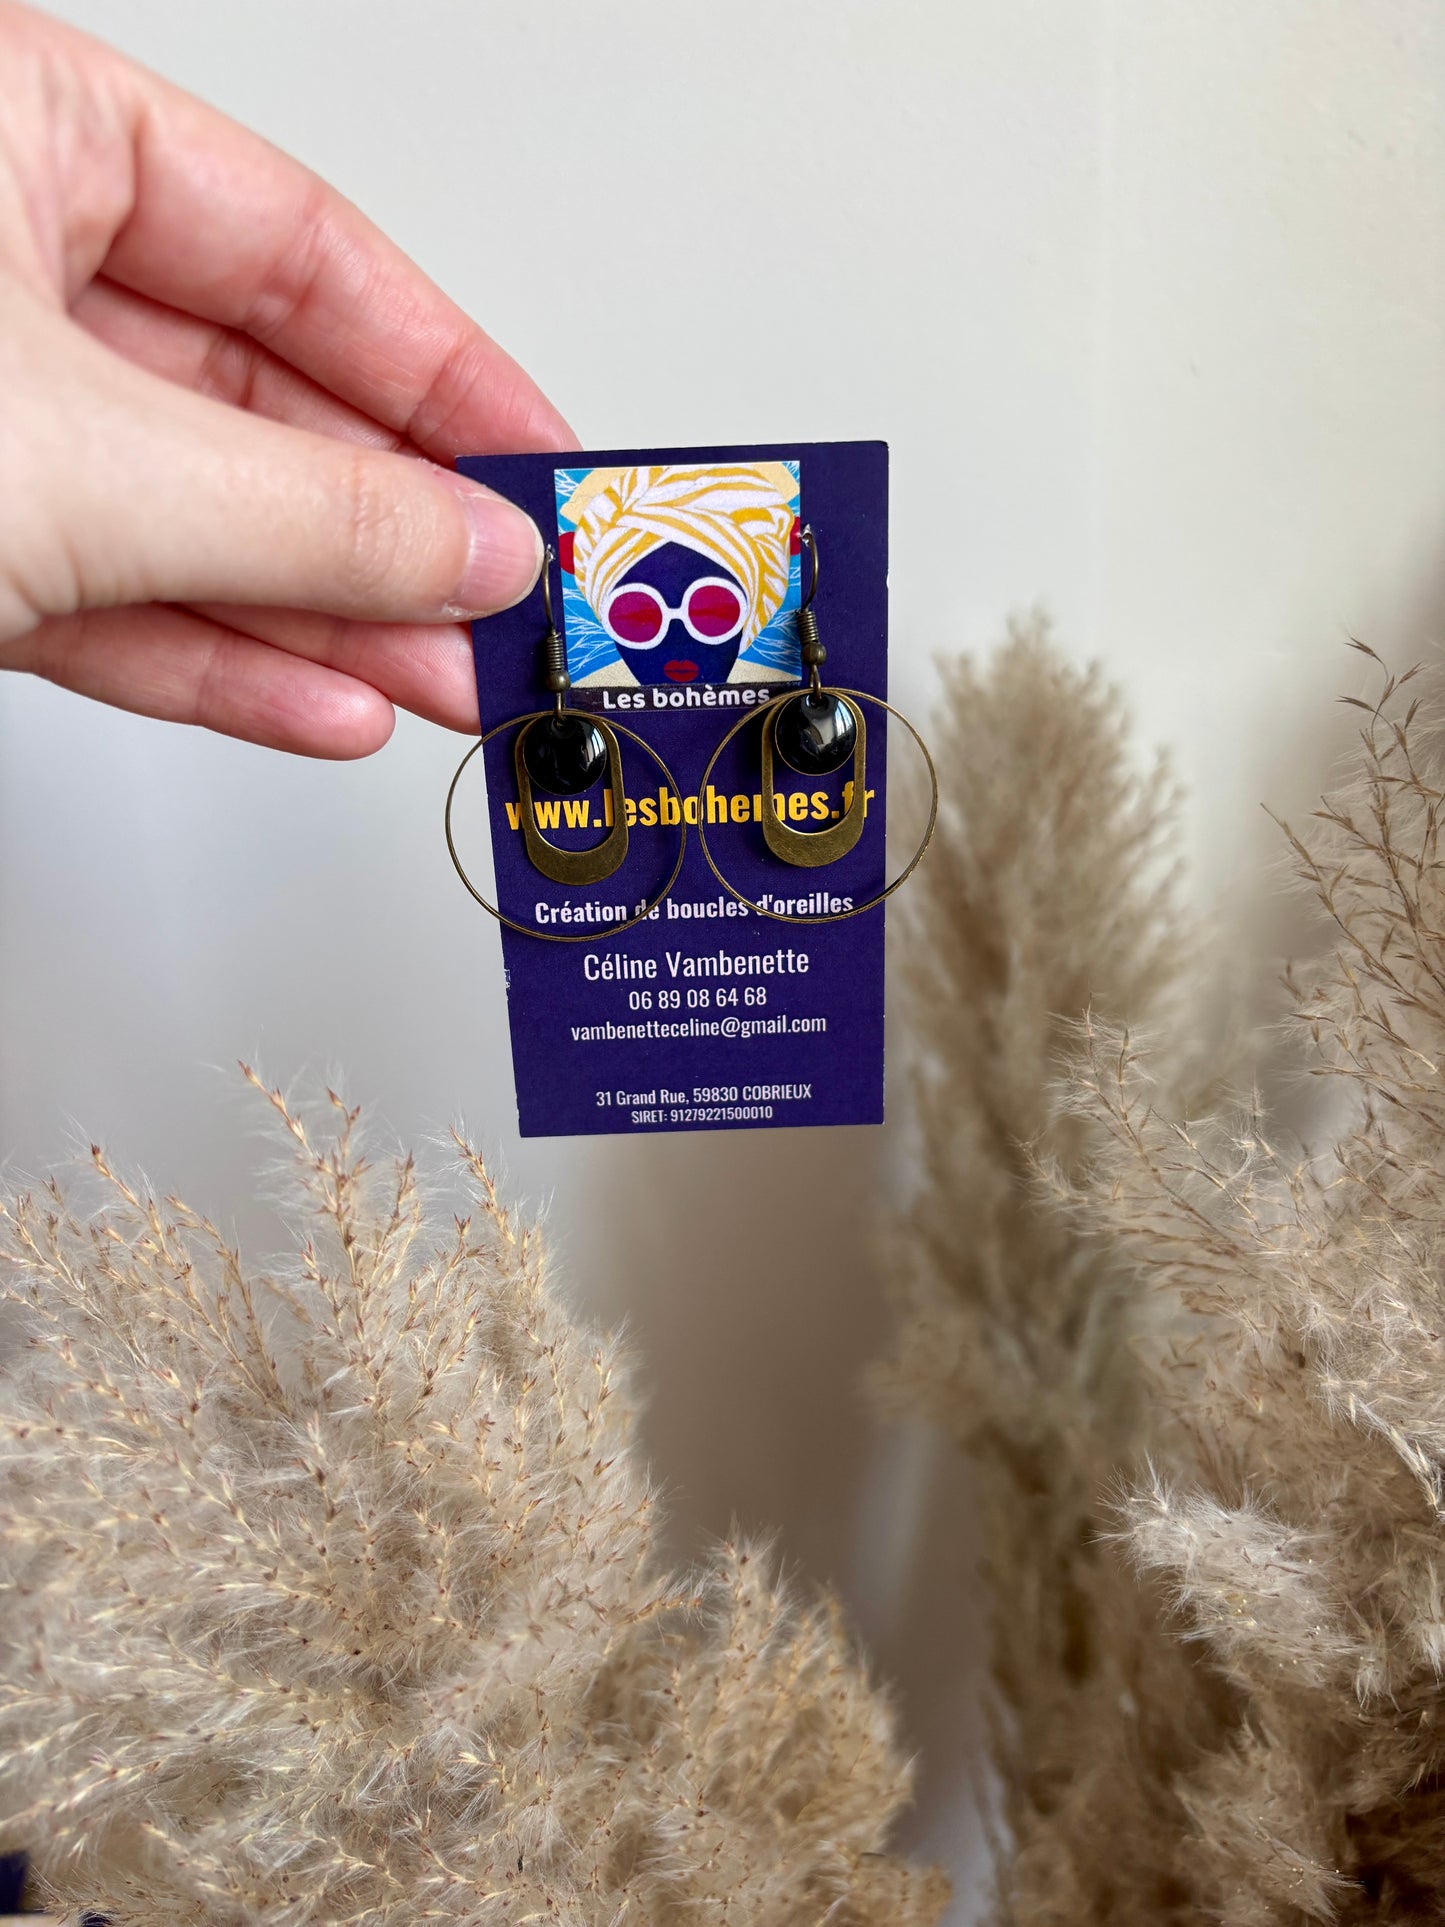 Les bohèmes
www.lesbohemes.fr
Création de boucles d'oreilles
Céline Vambenette
06 89 08 64 68
vambenetteceline@gmail.com
31 Grand Rue, 59830 COBRIEUX
SIRET: 91279221500010